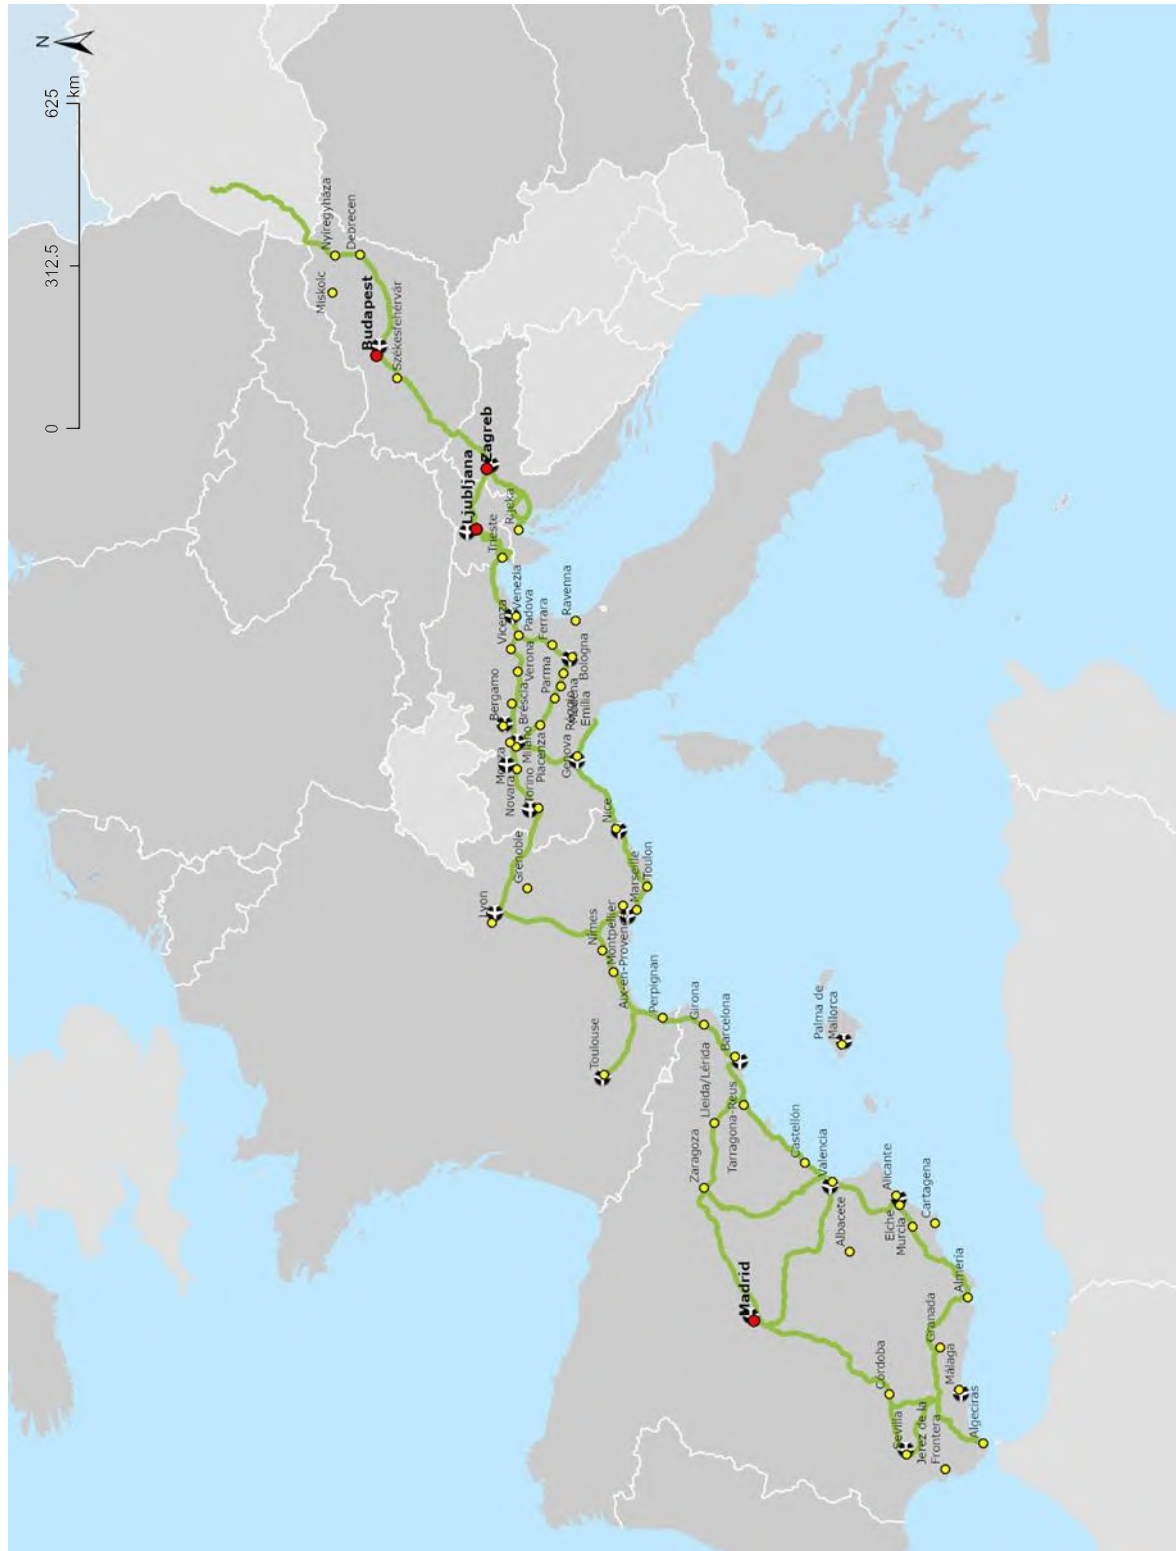 N
0
312.5
625
km
Nyíregyháza
Debrecen
Miskolc
Budapest
Székesfehérvár
Zagreb
Ljubljana
Rijeka
Trieste
Venezia
Vicenza
Padova
Ferrara
Ravenna
Verona
Parma
Bologna
Bergamo
Bréscia
Reggio
Emilia
Milano
Piacenza
Monza
Novara
Torino
Genova
Nice
Grenoble
Lyon
Toulon
Marseille
Nîmes
Montpellier
Aix-en-Provence
Perpignan
Toulouse
Girona
Barcelona
Palma de
Mallorca
Lleida/Lérida
Tarragona-Reus
Zaragoza
Castellón
Valencia
Albacete
Alicante
Elche
Murcia
Cartagena
Madrid
Almería
Granada
Málaga
Córdoba
Sevilla
Jerez de la
Frontera
Algeciras